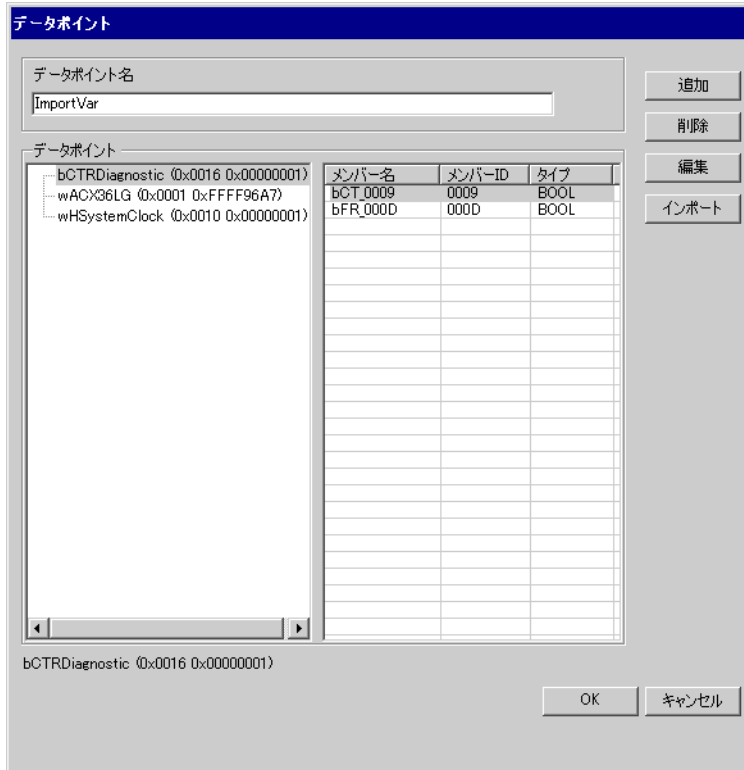 データポイント
データポイント名
ImportVar
追加
削除
編集
インポート
データポイント
bCTRDiagnostic (0x0016 0x00000001)
wACX36LG (0x0001 0xFFFF96A7)
wHSystemClock (0x0010 0x00000001)
メンバー名 メンバーID タイプ
bCT_0009 0009 BOOL
bFR_000D 000D BOOL
bCTRDiagnostic (0x0016 0x00000001)
OK キャンセル